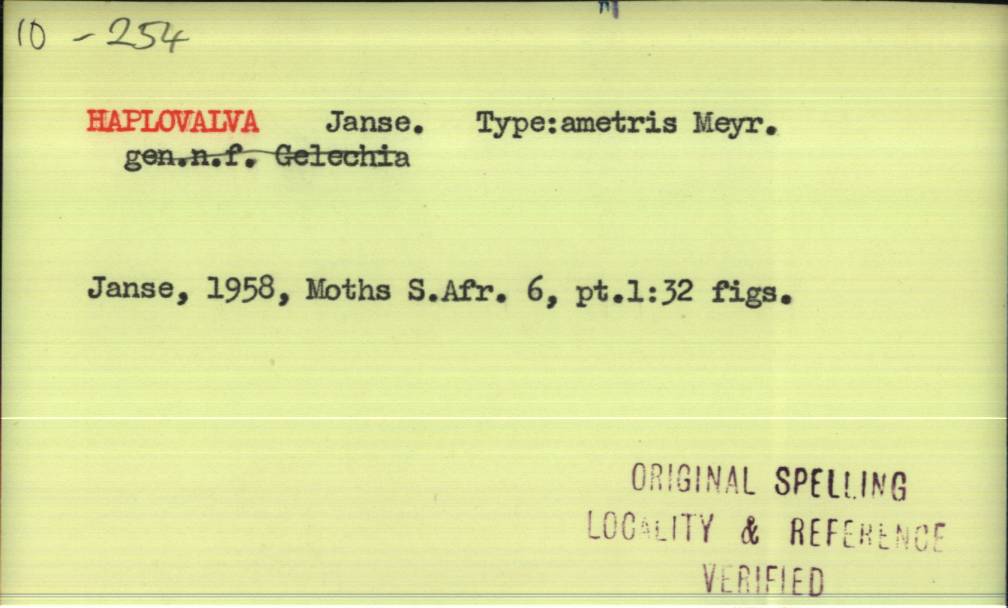 10 - 254
HAPLOVALVA Janse. Type:ametris Meyr.
gen.n.f. Gelechia
Janse, 1958, Moths S.Afr. 6, pt.1:32 figs.
ORIGINAL SPELLING
LOCALITY & REFERENCE
VERIFIED